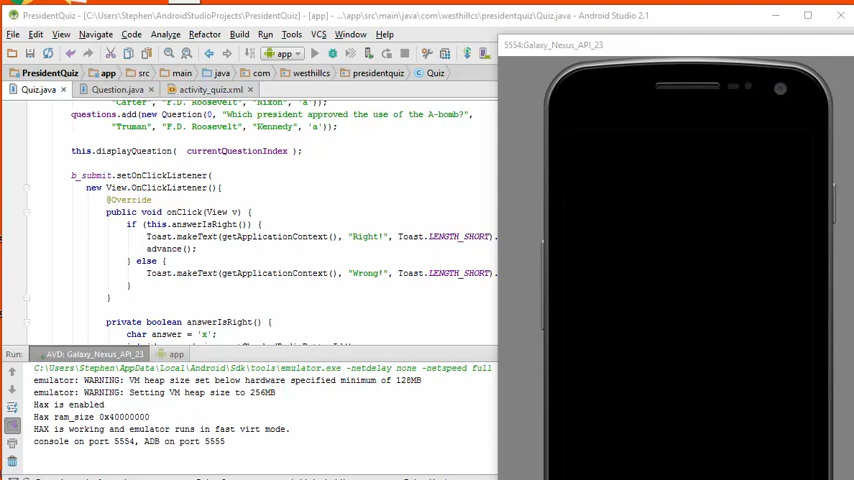 PresidentQuiz - [C:\Users\Stephen\AndroidStudioProjects\PresidentQuiz] - [app] - ...\app\src\main\java\com\westhillcs\presidentquiz\Quiz.java - Android Studio 2.1
File Edit View Navigate Code Analyze Refactor Build Run Tools VCS Window Help
app
5554:Galaxy_Nexus_API_23
PresidentQuiz app src main java com westhillcs presidentquiz Quiz
Quiz.java Question.java activity_quiz.xml
"Carter", "F.D. Roosevelt", "Nixon", 'a'));
questions.add(new Question(0, "Which president approved the use of the A-bomb?",
"Truman", "F.D. Roosevelt", "Kennedy", 'a'));
this.displayQuestion( currentQuestionIndex );
b_submit.setOnClickListener(
new View.OnClickListener(){
@Override
public void onClick(View v) {
if (this.answerIsRight()) {
Toast.makeText(getApplicationContext(), "Right!", Toast.LENGTH_SHORT).
advance();
} else {
Toast.makeText(getApplicationContext(), "Wrong!", Toast.LENGTH_SHORT).
}
}
private boolean answerIsRight() {
char answer = 'x';
Run: AVD: Galaxy_Nexus_API_23 app
C:\Users\Stephen\AppData\Local\Android\Sdk\tools\emulator.exe -netdelay none -netspeed full
emulator: WARNING: VM heap size set below hardware specified minimum of 128MB
emulator: WARNING: Setting VM heap size to 256MB
Hax is enabled
Hax ram_size 0x40000000
HAX is working and emulator runs in fast virt mode.
console on port 5554, ADB on port 5555